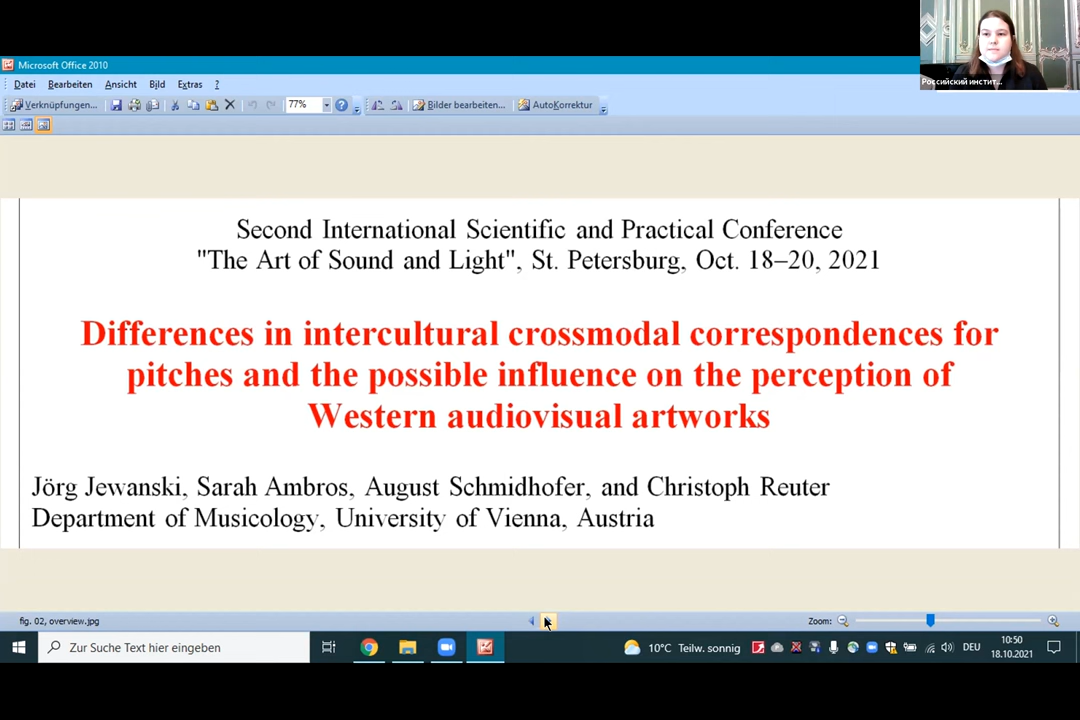 Российский инстит...
Microsoft Office 2010
Datei Bearbeiten Ansicht Bild Extras ?
Verknüpfungen... 77% Bilder bearbeiten... AutoKorrektur
Second International Scientific and Practical Conference
"The Art of Sound and Light", St. Petersburg, Oct. 18–20, 2021
Differences in intercultural crossmodal correspondences for
pitches and the possible influence on the perception of
Western audiovisual artworks
Jörg Jewanski, Sarah Ambros, August Schmidhofer, and Christoph Reuter
Department of Musicology, University of Vienna, Austria
fig. 02, overview.jpg Zoom:
Zur Suche Text hier eingeben 10°C Teilw. sonnig DEU 10:50
18.10.2021